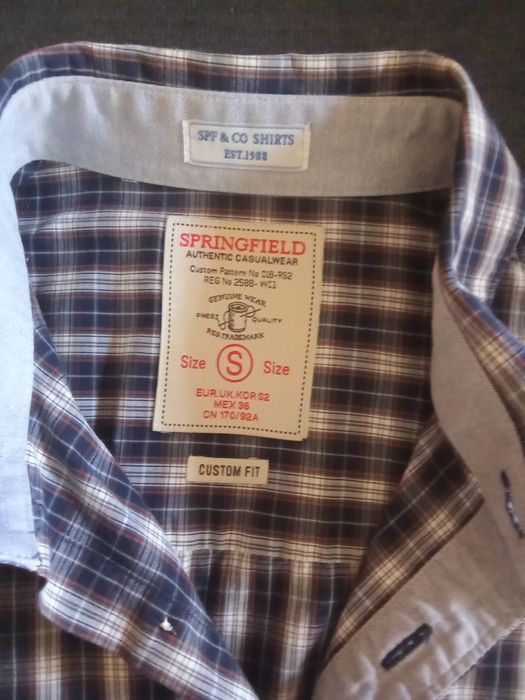 SPF & CO SHIRTS
EST.1988
SPRINGFIELD
AUTHENTIC CASUALWEAR
Custom Pattern No 018-RS2
REG No 2588-WC1
GENUINE WEAR
FINEST QUALITY
REG TRADEMARK
Size S Size
EUR.UK.KOR S2
MEX 36
CN 170/92A
CUSTOM FIT